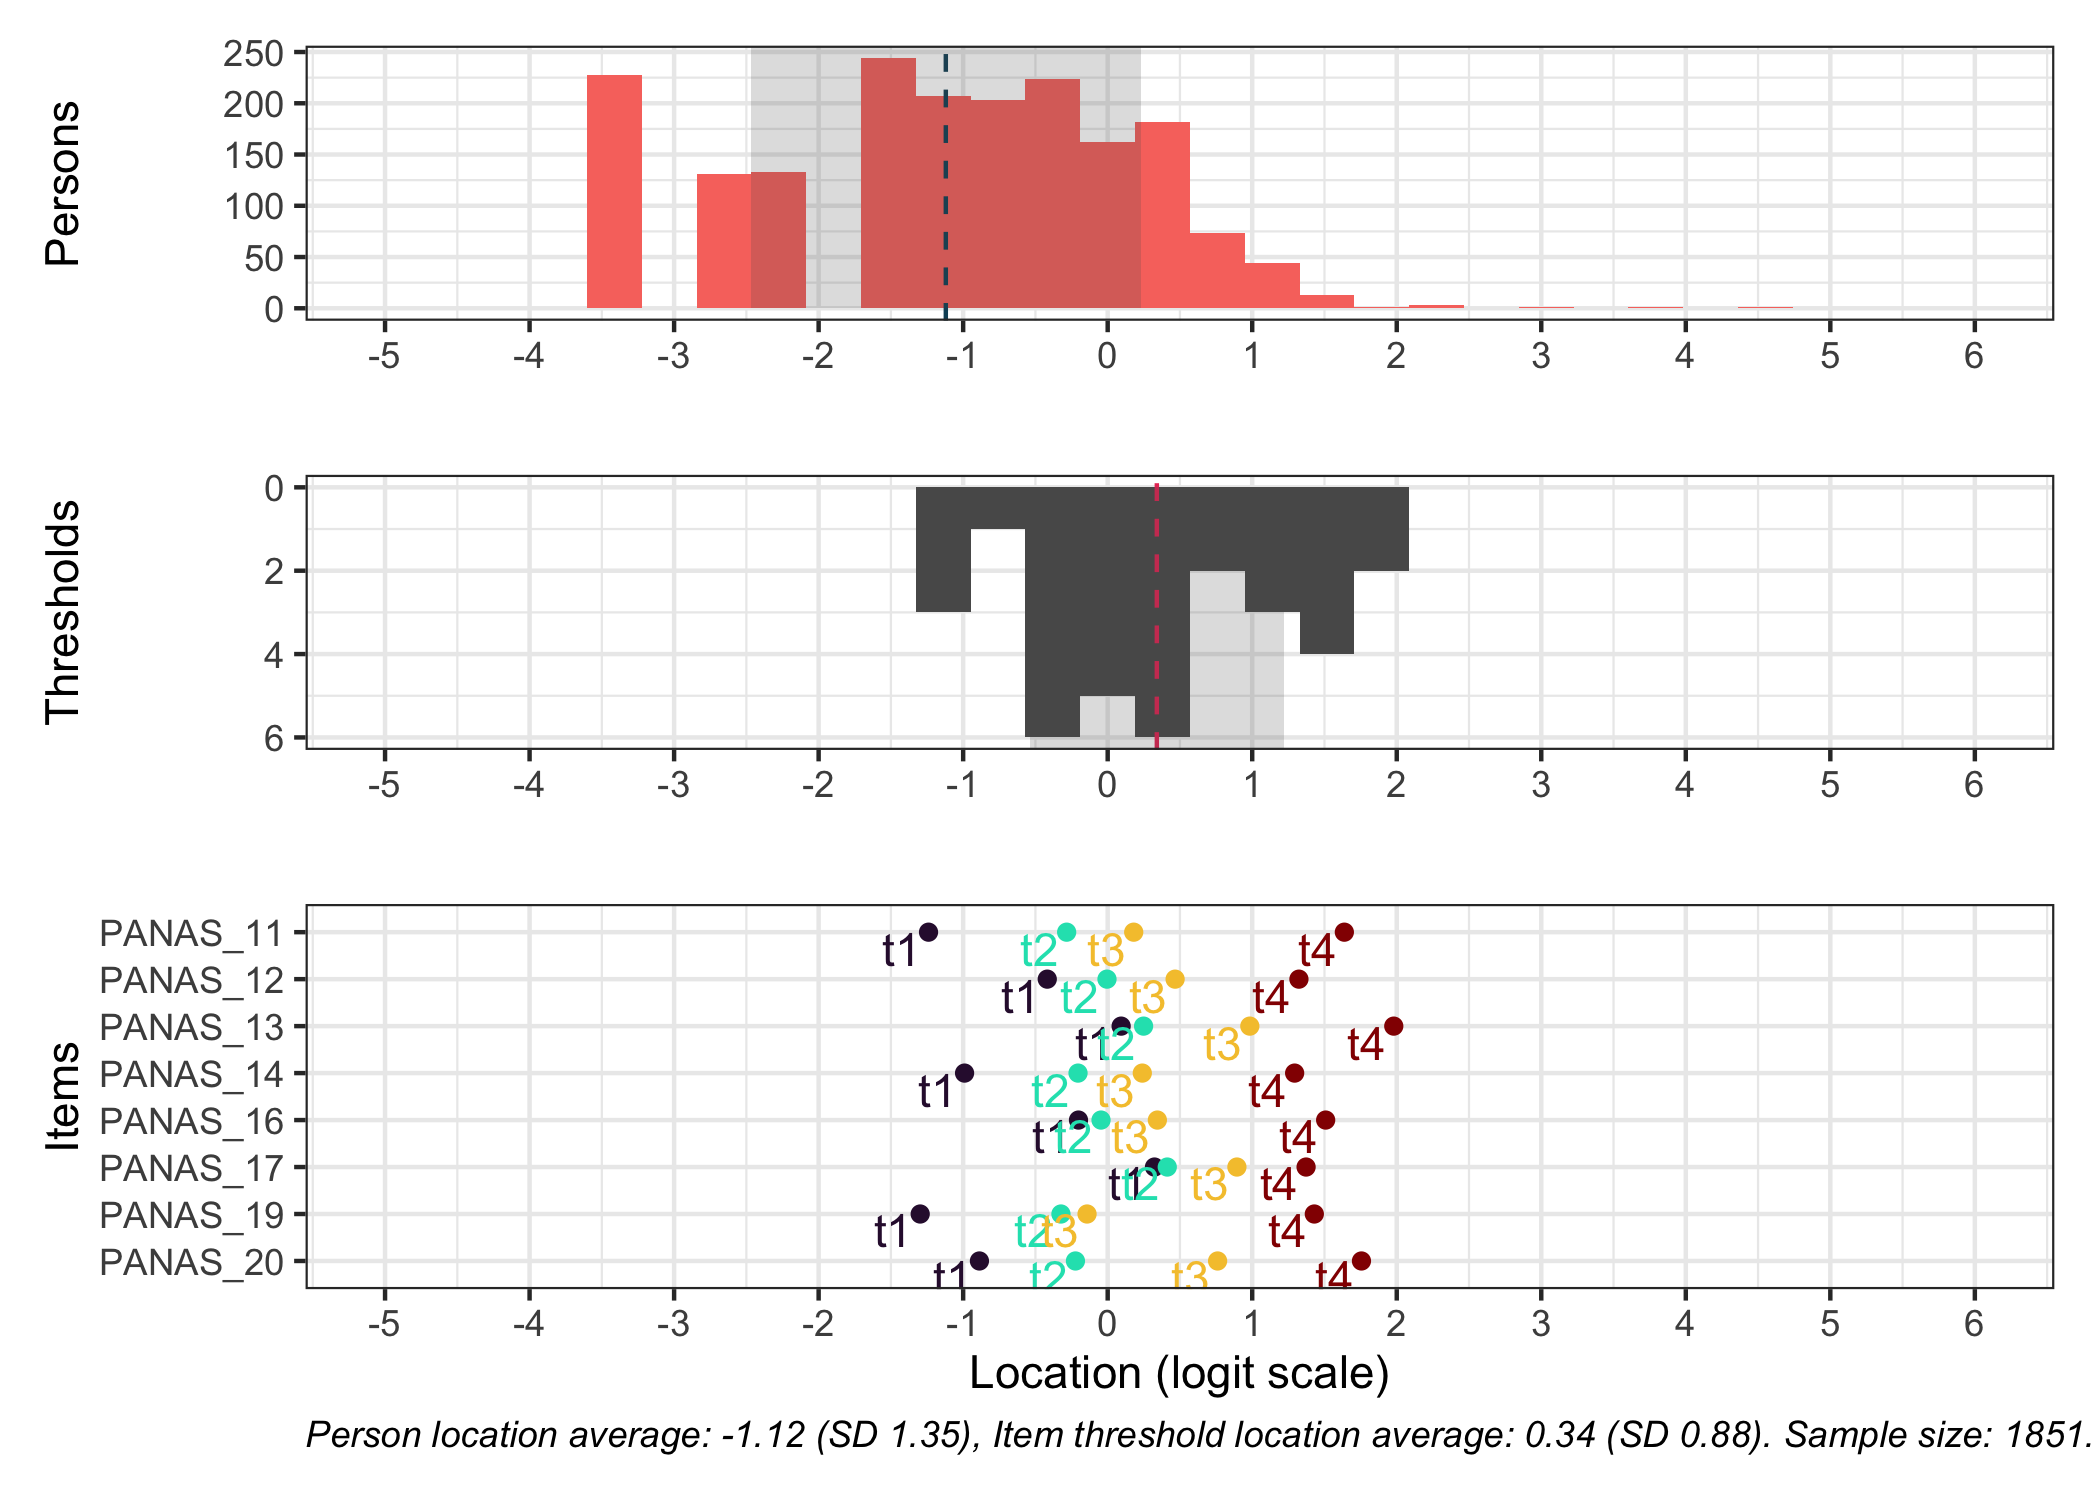 Persons
250
200
150
100
50
0
-5 -4 -3 -2 -1 0 1 2 3 4 5 6
Thresholds
0
2
4
6
-5 -4 -3 -2 -1 0 1 2 3 4 5 6
Items
PANAS_11
t1 t2 t3 t4
PANAS_12
t1 t2 t3 t4
PANAS_13
t1 t2 t3 t4
PANAS_14
t1 t2 t3 t4
PANAS_16
t1 t2 t3 t4
PANAS_17
t1 t2 t3 t4
PANAS_19
t1 t2 t3 t4
PANAS_20
t1 t2 t3 t4
-5 -4 -3 -2 -1 0 1 2 3 4 5 6
Location (logit scale)
Person location average: -1.12 (SD 1.35), Item threshold location average: 0.34 (SD 0.88). Sample size: 1851.